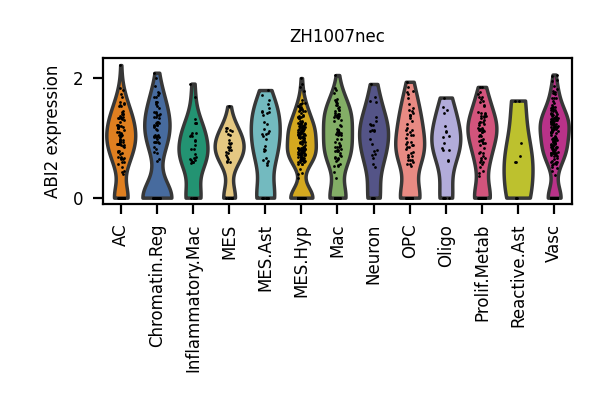 ZH1007nec
ABI2 expression
2
0
AC
Chromatin.Reg
Inflammatory.Mac
MES
MES.Ast
MES.Hyp
Mac
Neuron
OPC
Oligo
Prolif.Metab
Reactive.Ast
Vasc